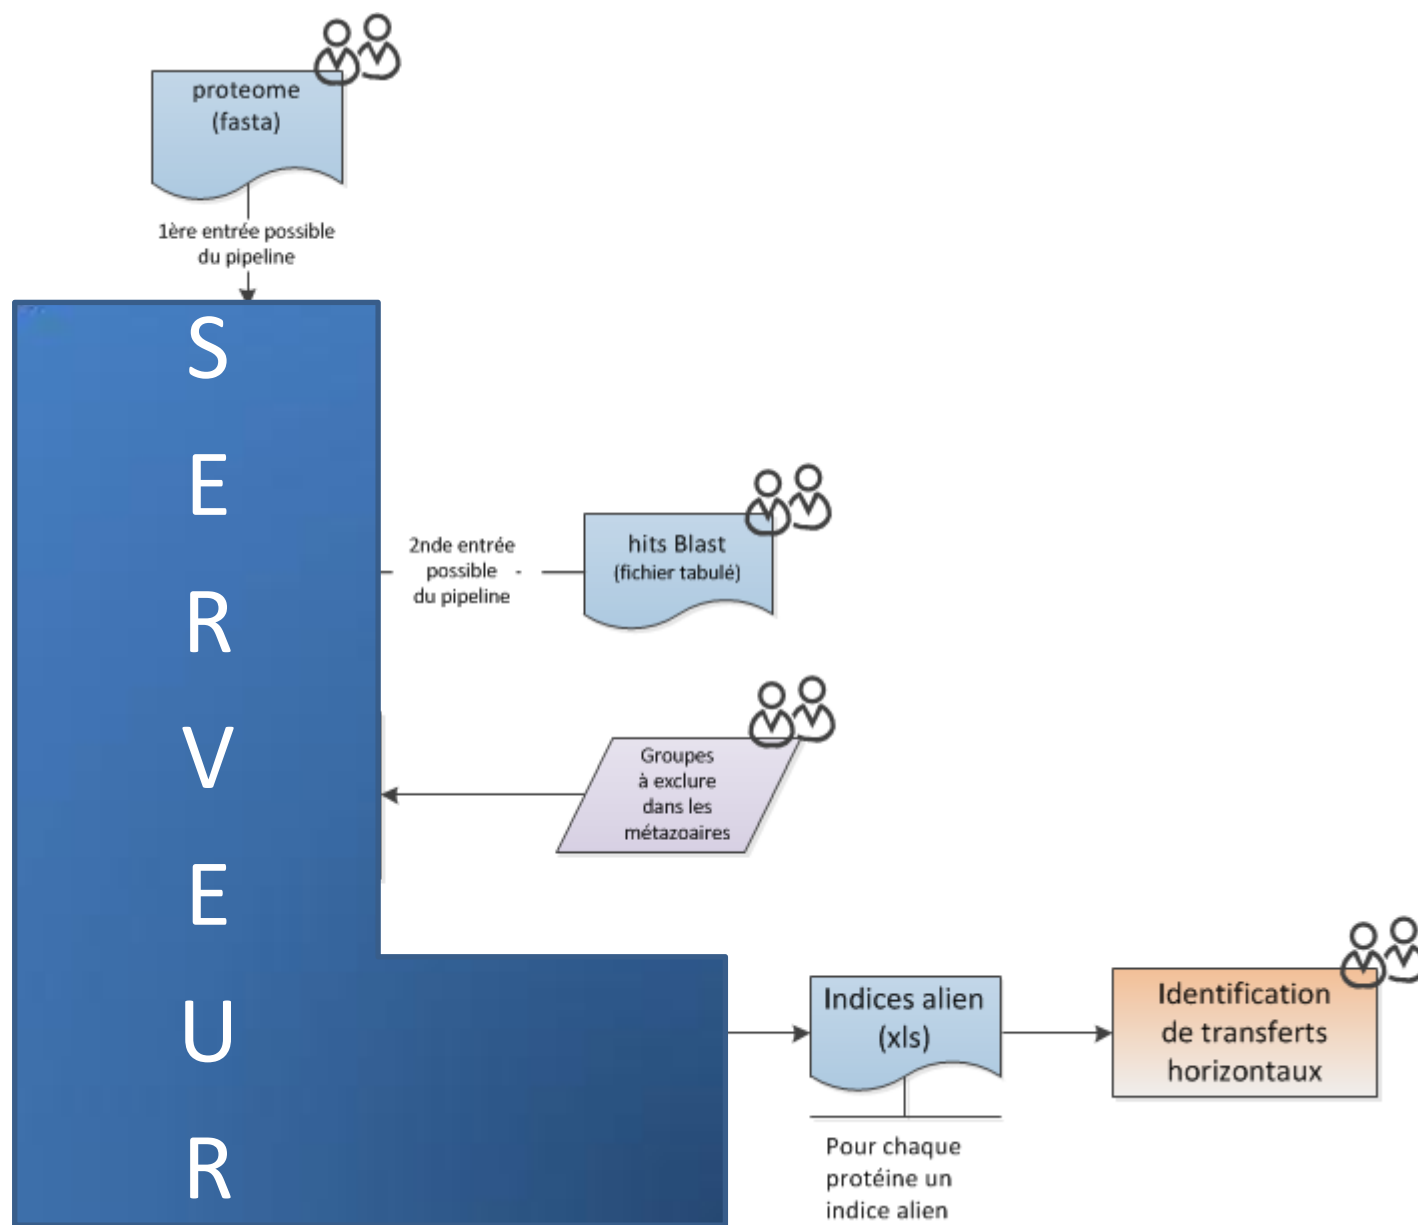 proteome
(fasta)
1ère entrée possible
du pipeline
S
E
R
V
E
U
R
2nde entrée
possible
du pipeline
hits Blast
(fichier tabulé)
Groupes
à exclure
dans les
métazoaires
Indices alien
(xls)
Pour chaque
protéine un
indice alien
Identification
de transferts
horizontaux